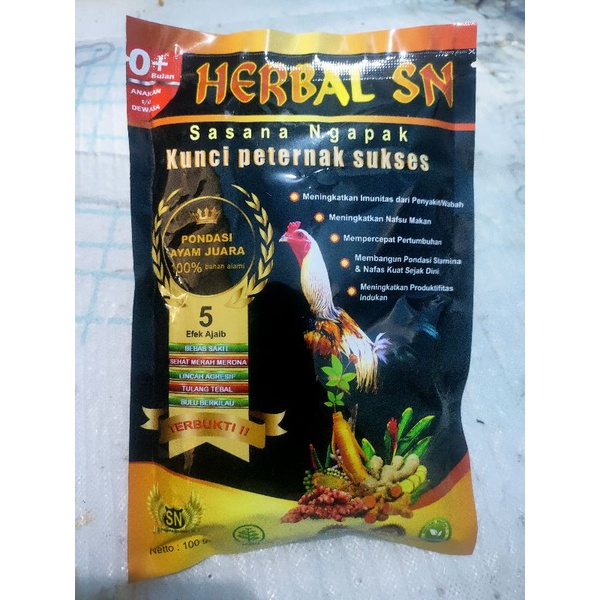 0+
Bulan
ANAKAN
s/d
DEWASA
HERBAL SN
Sasana Ngapak
Kunci peternak sukses
Meningkatkan Imunitas dari Penyakit/Wabah
Meningkatkan Nafsu Makan
Mempercepat Pertumbuhan
Membangun Pondasi Stamina
& Nafas Kuat Sejak Dini
Meningkatkan Produktifitas
Indukan
PONDASI
AYAM JUARA
100% bahan alami
5
Efek Ajaib
BEBAS SAKIT
SEHAT MERAH MERONA
LINCAH AGRESIF
TULANG TEBAL
BULU BERKILAU
TERBUKTI !!
SN
Netto : 100